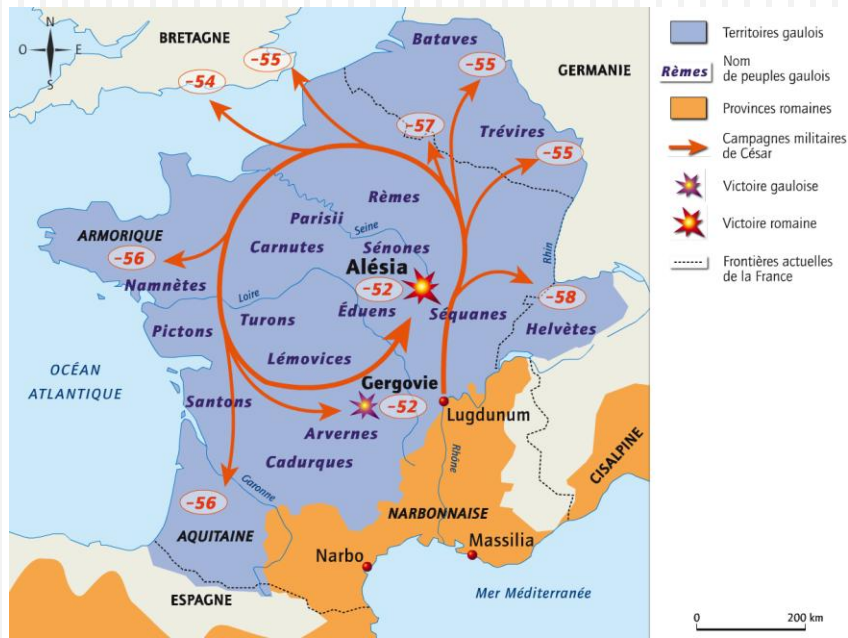 N
O
E
S
BRETAGNE
-55
-54
Bataves
-55
GERMANIE
-57
Trévires
-55
Rèmes
Parisii
Seine
ARMORIQUE
Carnutes
Sénones
-56
Alésia
Rhin
Namnètes
Loire
-52
-58
Éduens
Séquanes
Turons
Pictons
Helvètes
Lémovices
OCÉAN
ATLANTIQUE
Gergovie
Santons
-52
Lugdunum
Arvernes
Cadurques
Rhône
CISALPINE
Garonne
-56
NARBONNAISE
AQUITAINE
Massilia
Narbo
ESPAGNE
Mer Méditerranée
Territoires gaulois
Rèmes
Nom
de peuples gaulois
Provinces romaines
Campagnes militaires
de César
Victoire gauloise
Victoire romaine
Frontières actuelles
de la France
0
200 km